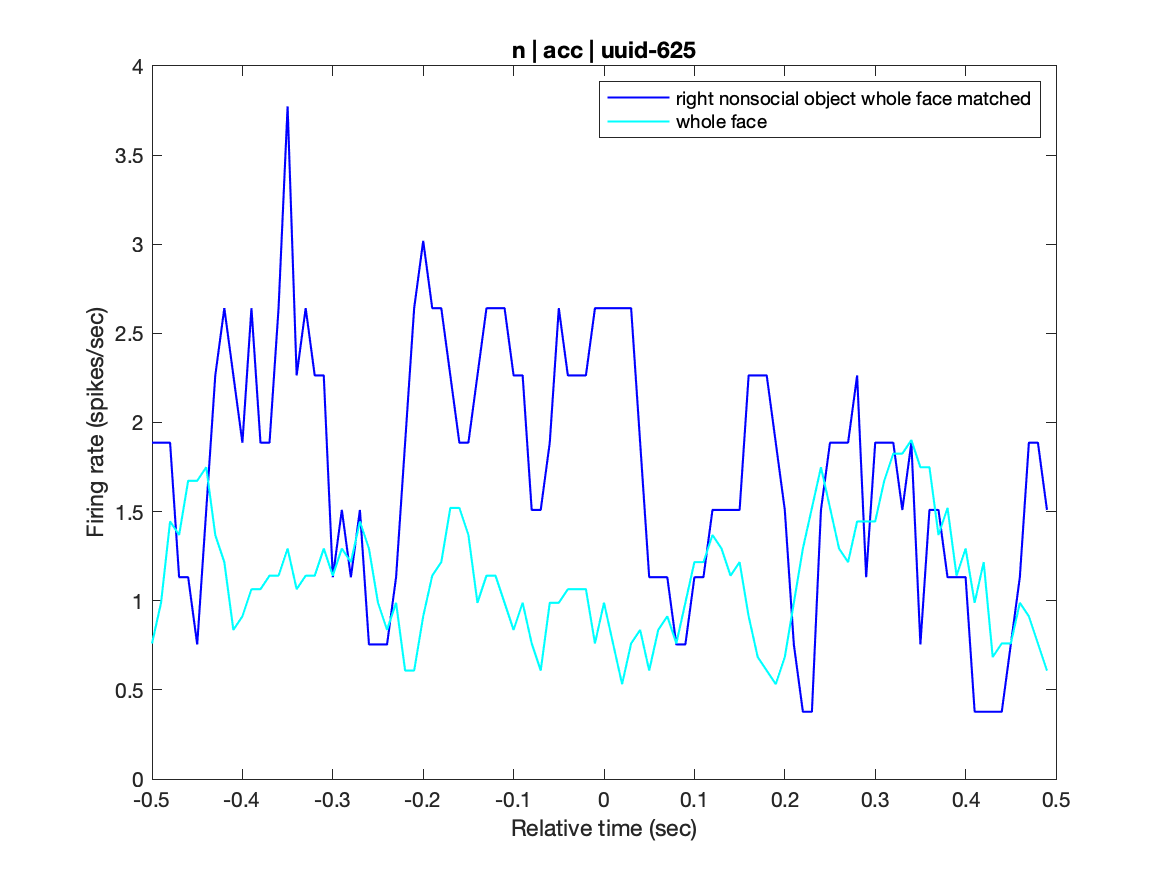 n | acc | uuid-625
right nonsocial object whole face matched
whole face
4
3.5
3
2.5
2
1.5
1
0.5
0
Firing rate (spikes/sec)
-0.5 -0.4 -0.3 -0.2 -0.1 0 0.1 0.2 0.3 0.4 0.5
Relative time (sec)